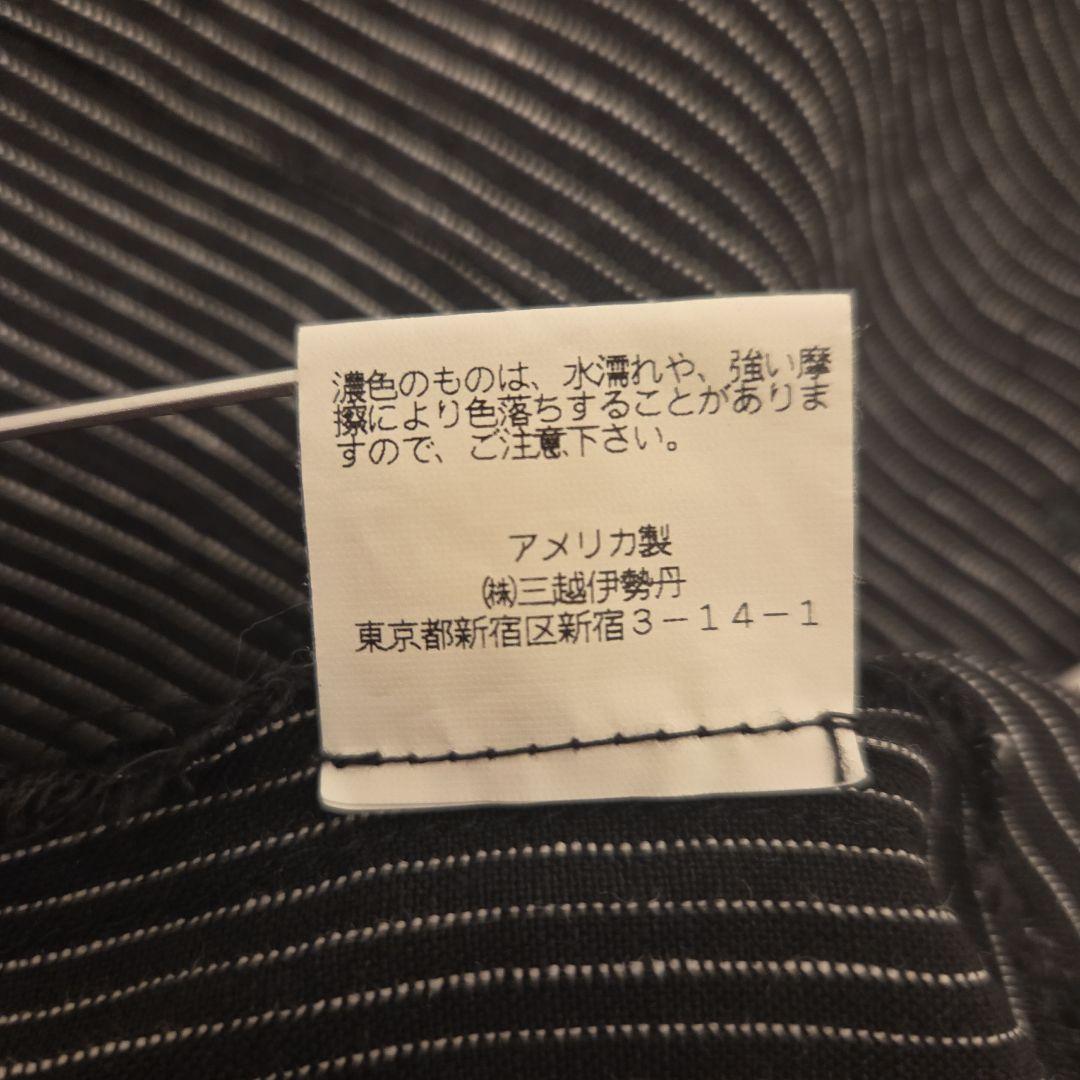 濃色のものは、水濡れや、強い摩
擦により色落ちすることがありま
すので、ご注意下さい。
アメリカ製
㈱三越伊勢丹
東京都新宿区新宿３－１４－１